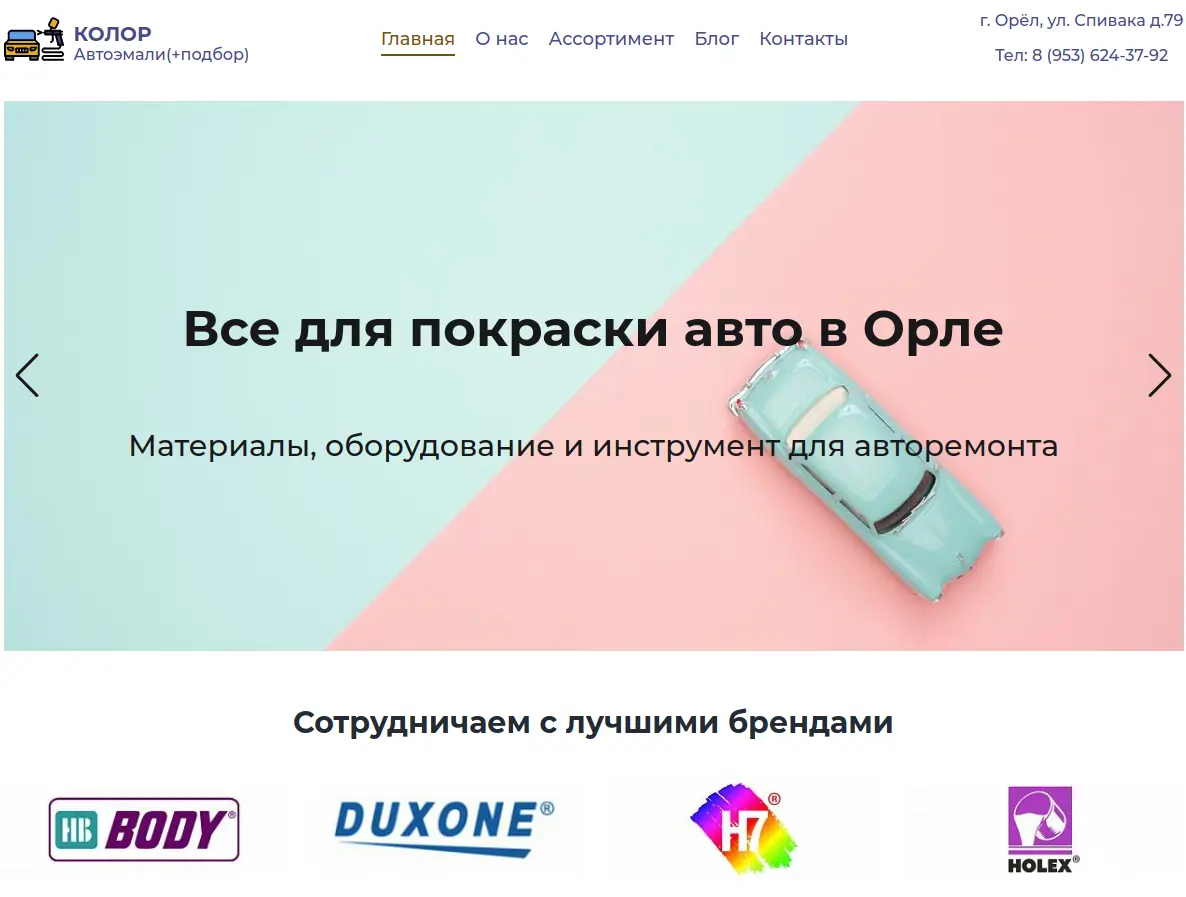 КОЛОР
Автоэмали(+подбор)
Главная О нас Ассортимент Блог Контакты
г. Орёл, ул. Спивака д.79
Тел: 8 (953) 624-37-92
Все для покраски авто в Орле
Материалы, оборудование и инструмент для авторемонта
Сотрудничаем с лучшими брендами
HB BODY®
DUXONE®
H7®
HOLEX®